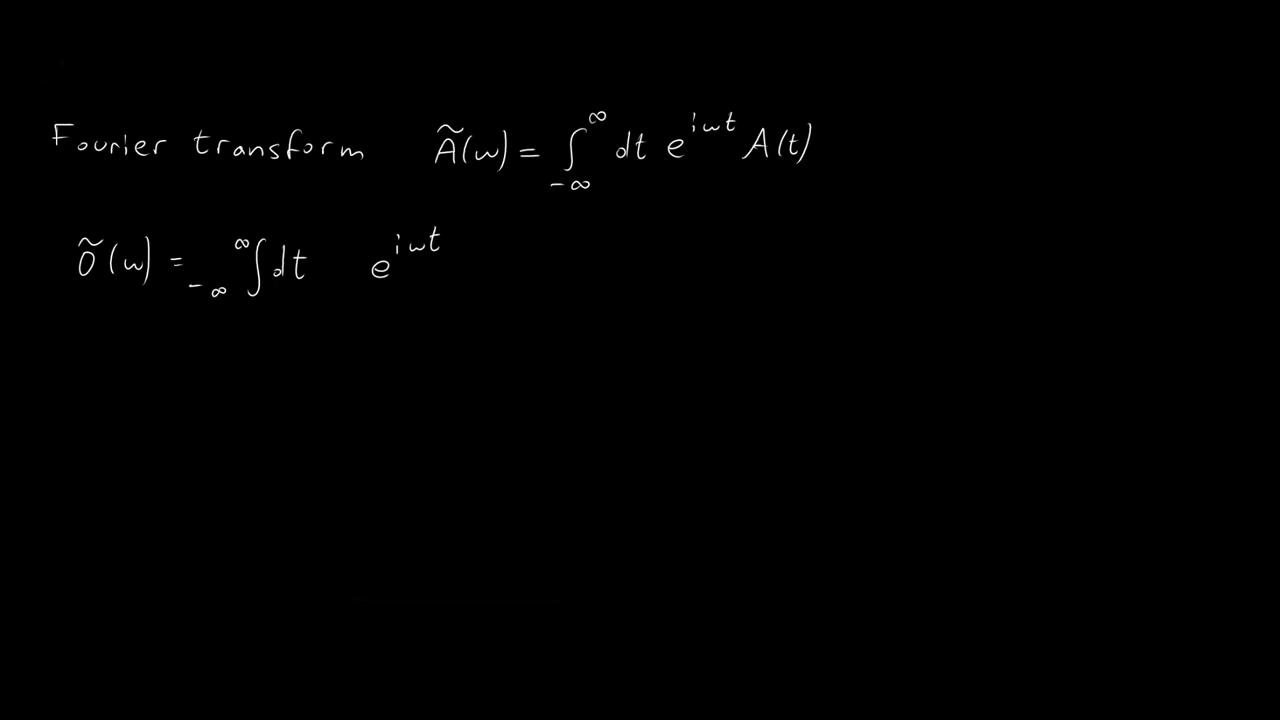 Fourier transform Ã(ω) = ∫_{-∞}^{∞} dt e^{iωt} A(t)
Õ(ω) = _{-∞}^{∞}∫ dt e^{iωt}